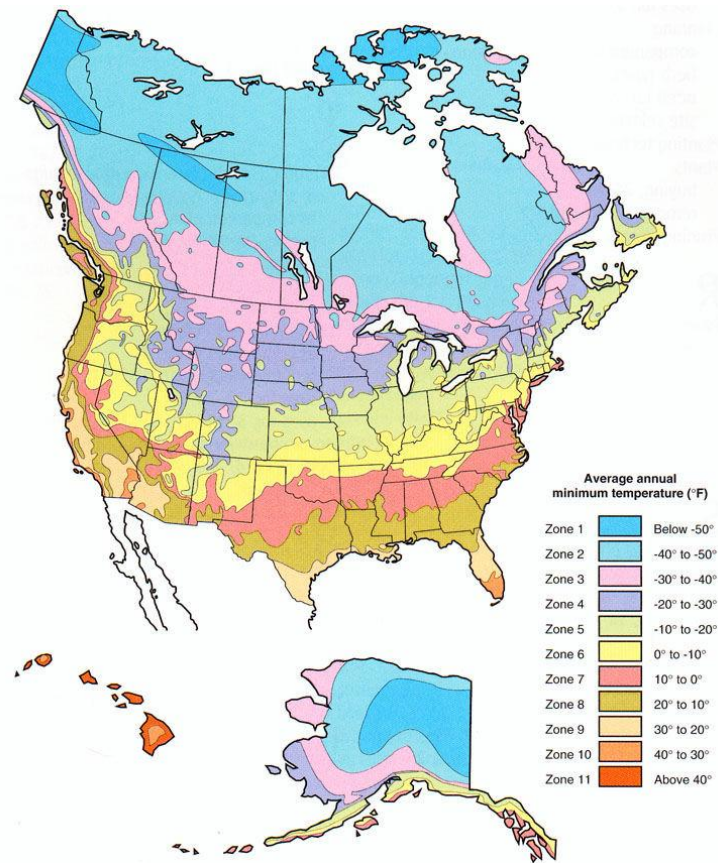 Average annual
minimum temperature (°F)
Zone 1 Below -50°
Zone 2 -40° to -50°
Zone 3 -30° to -40°
Zone 4 -20° to -30°
Zone 5 -10° to -20°
Zone 6 0° to -10°
Zone 7 10° to 0°
Zone 8 20° to 10°
Zone 9 30° to 20°
Zone 10 40° to 30°
Zone 11 Above 40°